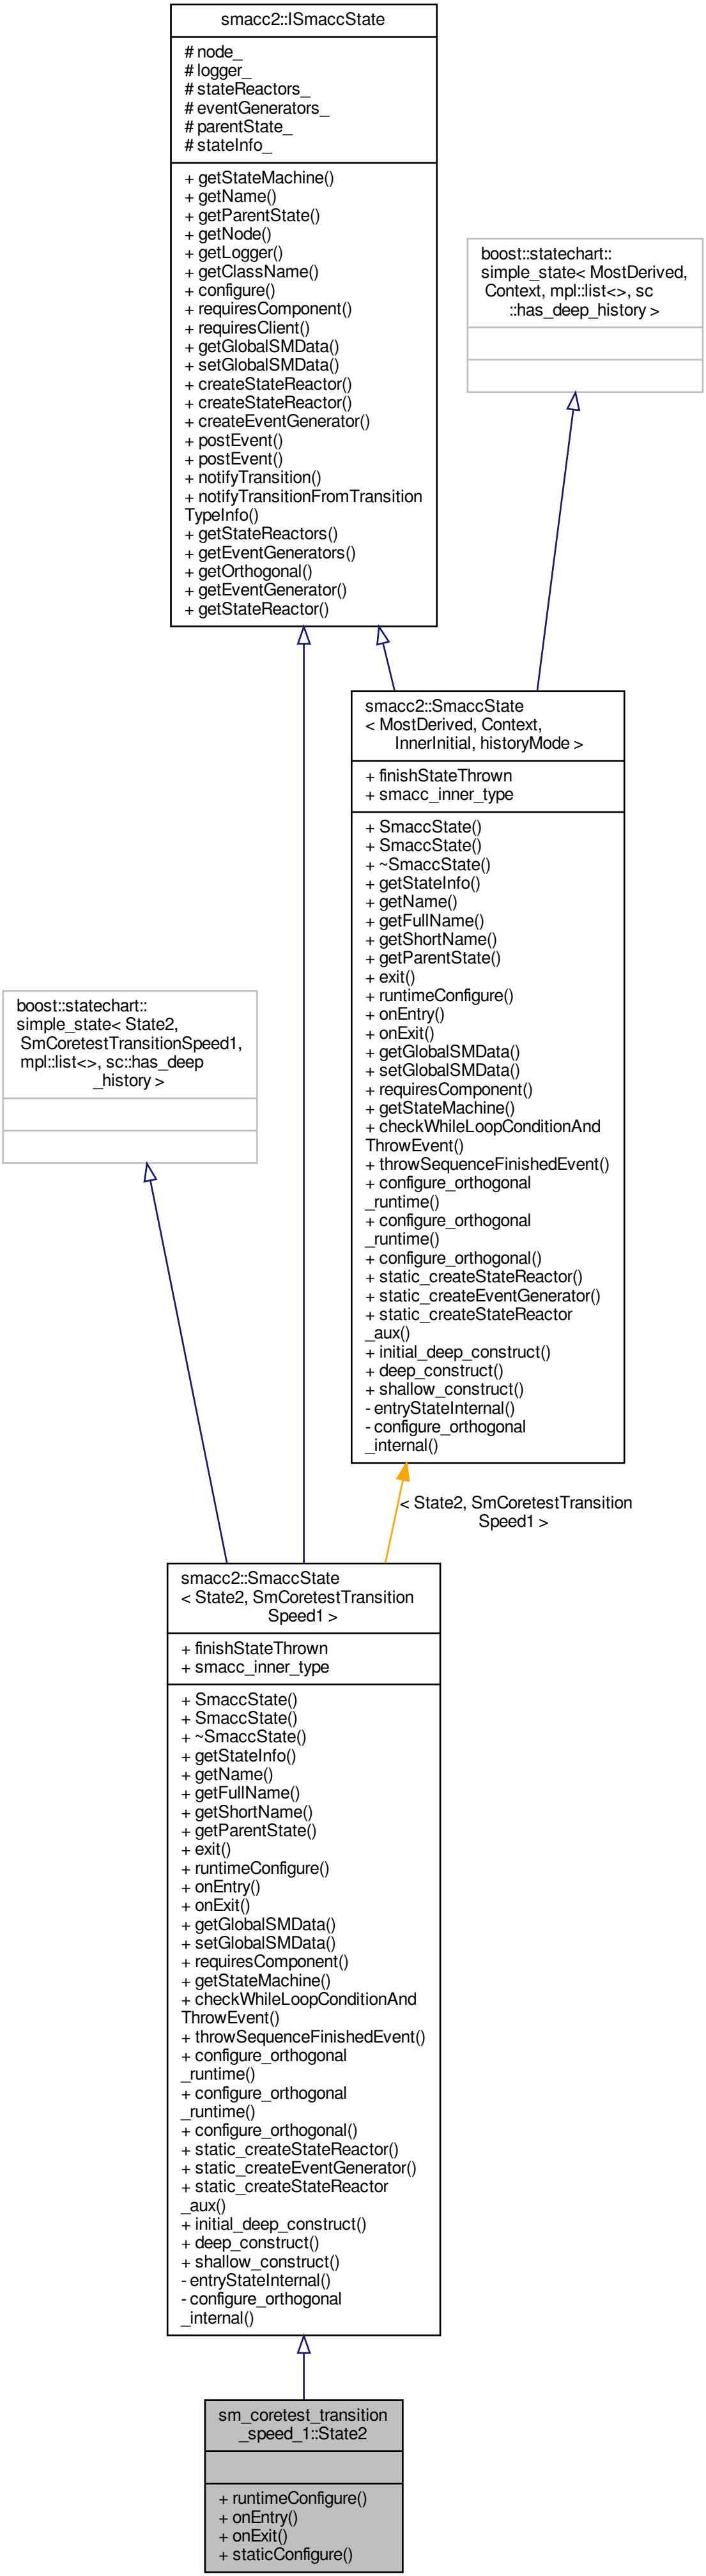 smacc2::ISmaccState
# node_
# logger_
# stateReactors_
# eventGenerators_
# parentState_
# stateInfo_
+ getStateMachine()
+ getName()
+ getParentState()
+ getNode()
+ getLogger()
+ getClassName()
+ configure()
+ requiresComponent()
+ requiresClient()
+ getGlobalSMData()
+ setGlobalSMData()
+ createStateReactor()
+ createStateReactor()
+ createEventGenerator()
+ postEvent()
+ postEvent()
+ notifyTransition()
+ notifyTransitionFromTransition
TypeInfo()
+ getStateReactors()
+ getEventGenerators()
+ getOrthogonal()
+ getEventGenerator()
+ getStateReactor()
boost::statechart::
simple_state< MostDerived,
Context, mpl::list<>, sc
::has_deep_history >
smacc2::SmaccState
< MostDerived, Context,
InnerInitial, historyMode >
+ finishStateThrown
+ smacc_inner_type
+ SmaccState()
+ SmaccState()
+ ~SmaccState()
+ getStateInfo()
+ getName()
+ getFullName()
+ getShortName()
+ getParentState()
+ exit()
+ runtimeConfigure()
+ onEntry()
+ onExit()
+ getGlobalSMData()
+ setGlobalSMData()
+ requiresComponent()
+ getStateMachine()
+ checkWhileLoopConditionAnd
ThrowEvent()
+ throwSequenceFinishedEvent()
+ configure_orthogonal
_runtime()
+ configure_orthogonal
_runtime()
+ configure_orthogonal()
+ static_createStateReactor()
+ static_createEventGenerator()
+ static_createStateReactor
_aux()
+ initial_deep_construct()
+ deep_construct()
+ shallow_construct()
- entryStateInternal()
- configure_orthogonal
_internal()
boost::statechart::
simple_state< State2,
SmCoretestTransitionSpeed1,
mpl::list<>, sc::has_deep
_history >
< State2, SmCoretestTransition
Speed1 >
smacc2::SmaccState
< State2, SmCoretestTransition
Speed1 >
+ finishStateThrown
+ smacc_inner_type
+ SmaccState()
+ SmaccState()
+ ~SmaccState()
+ getStateInfo()
+ getName()
+ getFullName()
+ getShortName()
+ getParentState()
+ exit()
+ runtimeConfigure()
+ onEntry()
+ onExit()
+ getGlobalSMData()
+ setGlobalSMData()
+ requiresComponent()
+ getStateMachine()
+ checkWhileLoopConditionAnd
ThrowEvent()
+ throwSequenceFinishedEvent()
+ configure_orthogonal
_runtime()
+ configure_orthogonal
_runtime()
+ configure_orthogonal()
+ static_createStateReactor()
+ static_createEventGenerator()
+ static_createStateReactor
_aux()
+ initial_deep_construct()
+ deep_construct()
+ shallow_construct()
- entryStateInternal()
- configure_orthogonal
_internal()
sm_coretest_transition
_speed_1::State2
+ runtimeConfigure()
+ onEntry()
+ onExit()
+ staticConfigure()